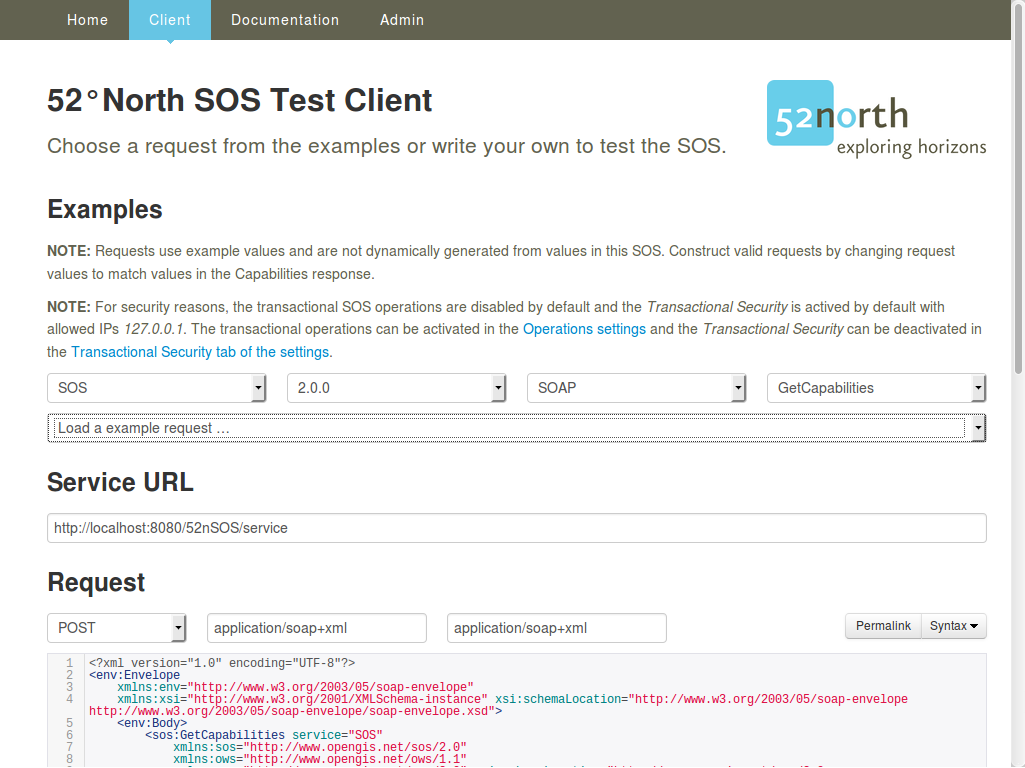 Home Client Documentation Admin
52°North SOS Test Client
Choose a request from the examples or write your own to test the SOS.
52north
exploring horizons
Examples
NOTE: Requests use example values and are not dynamically generated from values in this SOS. Construct valid requests by changing request
values to match values in the Capabilities response.
NOTE: For security reasons, the transactional SOS operations are disabled by default and the Transactional Security is actived by default with
allowed IPs 127.0.0.1. The transactional operations can be activated in the Operations settings and the Transactional Security can be deactivated in
the Transactional Security tab of the settings.
SOS 2.0.0 SOAP GetCapabilities
Load a example request ...
Service URL
http://localhost:8080/52nSOS/service
Request
POST application/soap+xml application/soap+xml Permalink Syntax
1 <?xml version="1.0" encoding="UTF-8"?>
2 <env:Envelope
3 xmlns:env="http://www.w3.org/2003/05/soap-envelope"
4 xmlns:xsi="http://www.w3.org/2001/XMLSchema-instance" xsi:schemaLocation="http://www.w3.org/2003/05/soap-envelope
http://www.w3.org/2003/05/soap-envelope/soap-envelope.xsd">
5 <env:Body>
6 <sos:GetCapabilities service="SOS"
7 xmlns:sos="http://www.opengis.net/sos/2.0"
8 xmlns:ows="http://www.opengis.net/ows/1.1"